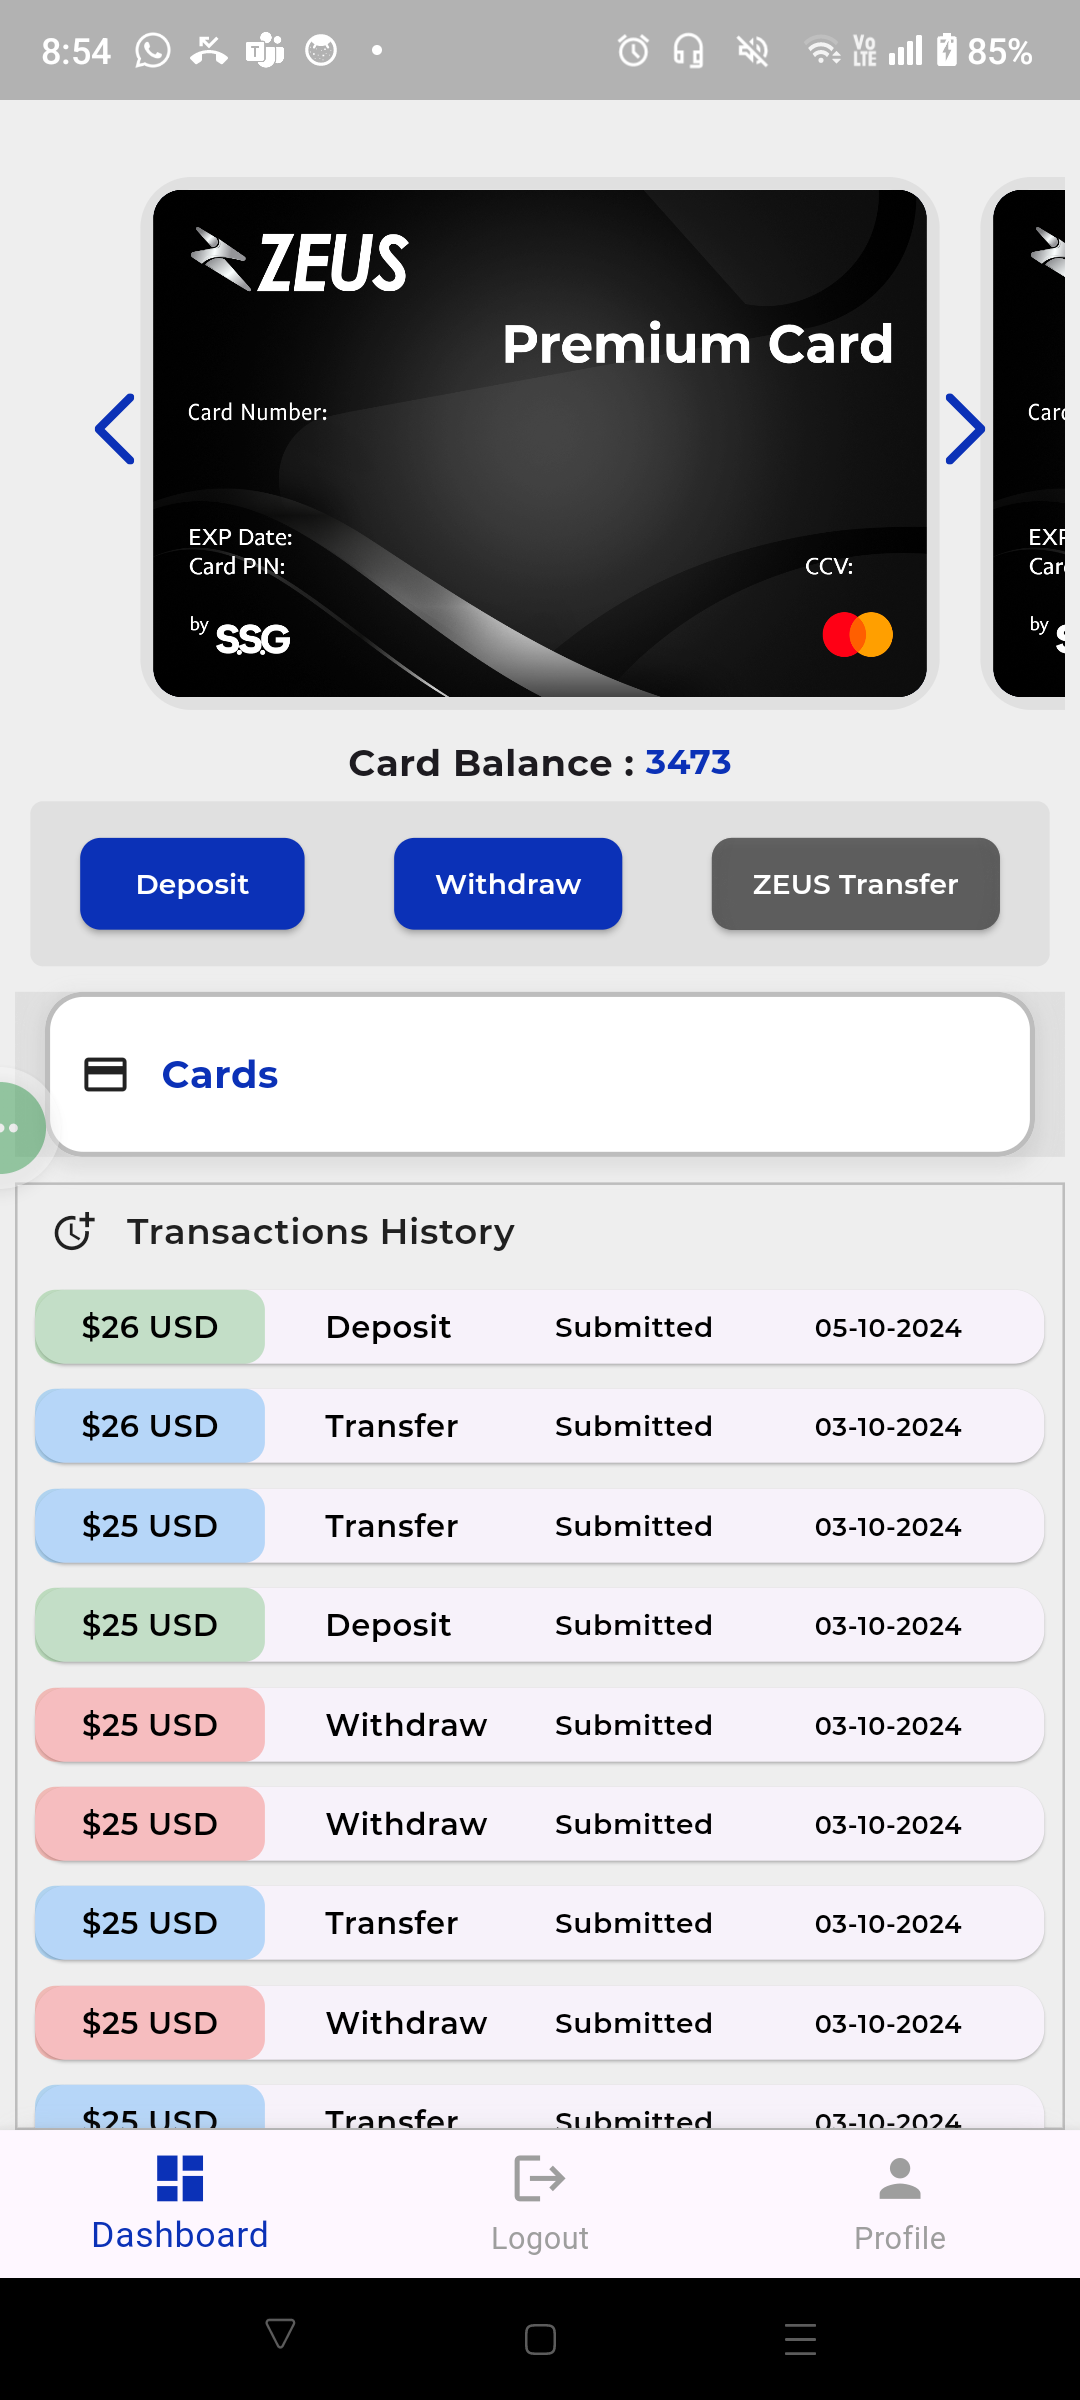 8:54
Vo LTE 85%
ZEUS
Premium Card
Card Number:
Card
EXP Date:
Card PIN:
CCV:
EXP
Car
by S.S.G
by S
Card Balance : 3473
Deposit
Withdraw
ZEUS Transfer
Cards
Transactions History
$26 USD Deposit Submitted 05-10-2024
$26 USD Transfer Submitted 03-10-2024
$25 USD Transfer Submitted 03-10-2024
$25 USD Deposit Submitted 03-10-2024
$25 USD Withdraw Submitted 03-10-2024
$25 USD Withdraw Submitted 03-10-2024
$25 USD Transfer Submitted 03-10-2024
$25 USD Withdraw Submitted 03-10-2024
$25 USD Transfer Submitted 03-10-2024
Dashboard
Logout
Profile